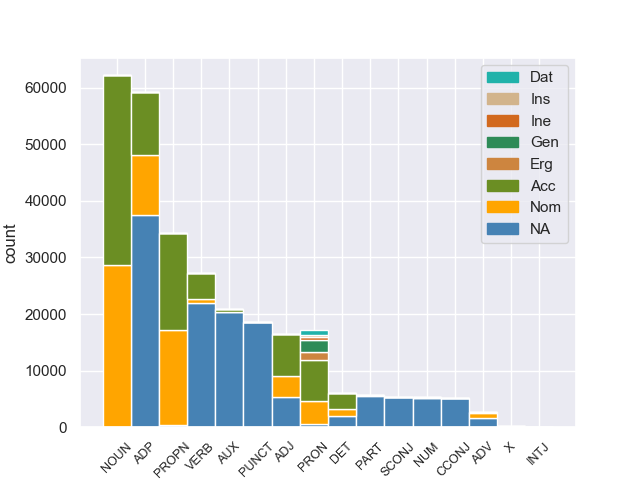 60000
50000
40000
30000
20000
10000
0
count
Dat
Ins
Ine
Gen
Erg
Acc
Nom
NA
NOUN
ADP
PROPN
VERB
AUX
PUNCT
ADJ
PRON
DET
PART
SCONJ
NUM
CCONJ
ADV
X
INTJ